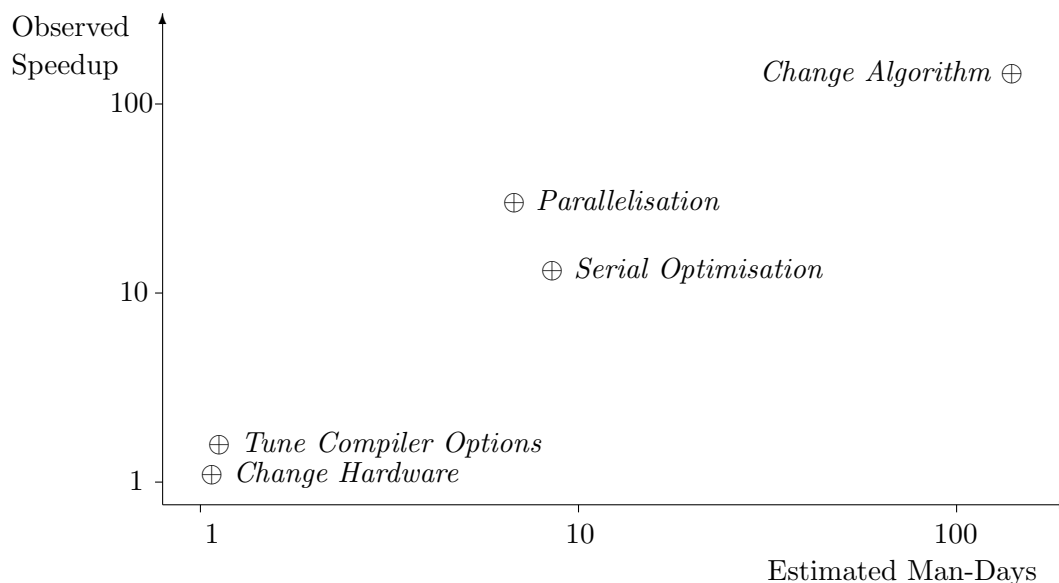 Observed
Speedup
Change Algorithm
100
Parallelisation
Serial Optimisation
10
Tune Compiler Options
Change Hardware
1
1 10 100
Estimated Man-Days